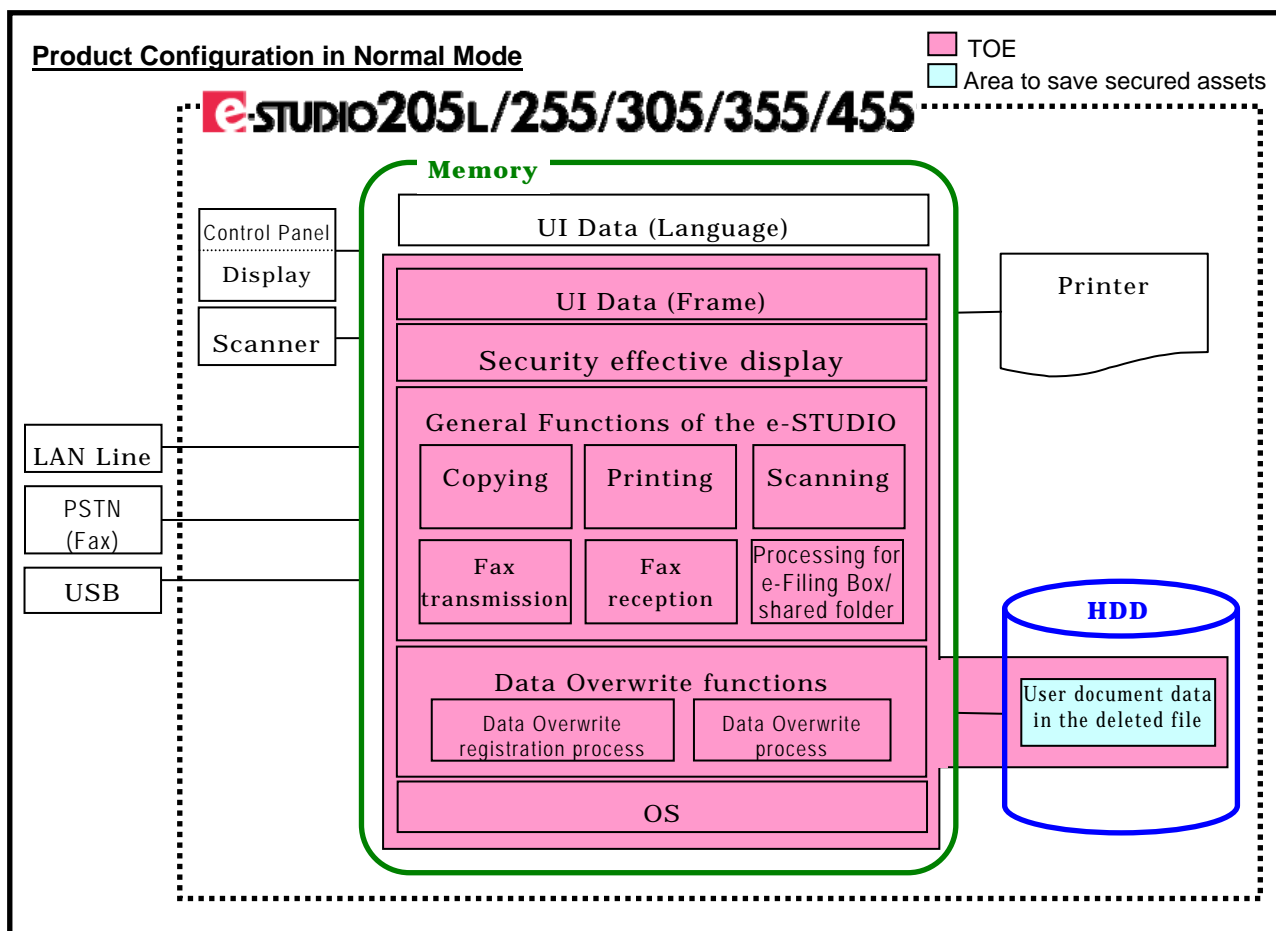 Product Configuration in Normal Mode
TOE
Area to save secured assets
e-STUDIO205L/255/305/355/455
Memory
UI Data (Language)
Control Panel
Display
Scanner
UI Data (Frame)
Security effective display
Printer
General Functions of the e-STUDIO
Copying
Printing
Scanning
LAN Line
PSTN
(Fax)
USB
Fax
transmission
Fax
reception
Processing for
e-Filing Box/
shared folder
HDD
Data Overwrite functions
Data Overwrite
registration process
Data Overwrite
process
User document data
in the deleted file
OS